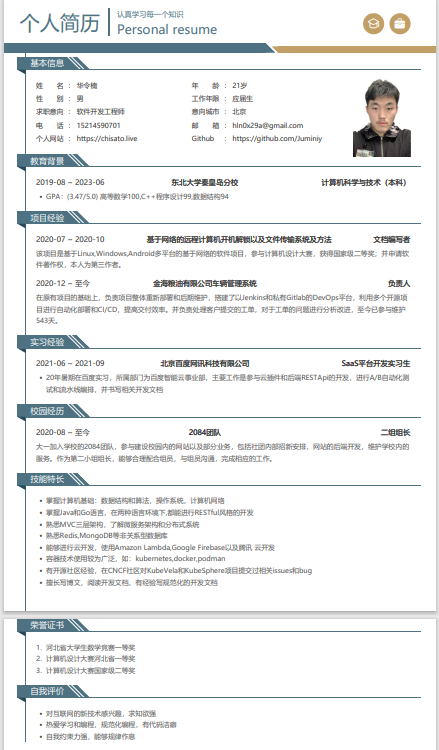 个人简历
认真学习每一个知识
Personal resume
基本信息
姓 名：华令楠 年 龄：21岁
性 别：男 工作年限：应届生
求职意向：软件开发工程师 意向城市：北京
电 话：15214590701 邮 箱：hln0x29a@gmail.com
个人网站：https://chisato.live Github ：https://github.com/Juminiy
教育背景
2019-08 ~ 2023-06 东北大学秦皇岛分校 计算机科学与技术（本科）
• GPA：(3.47/5.0) 高等数学100,C++程序设计99,数据结构94
项目经验
2020-07 ~ 2020-10 基于网络的远程计算机开机解锁以及文件传输系统及方法 文档编写者
该项目是基于Linux,Windows,Android多平台的基于网络的软件项目，参与计算机设计大赛，获得国家级二等奖；并申请软
件著作权，本人为第三作者。
2020-12 ~ 至今 金海粮油有限公司车辆管理系统 负责人
在原有项目的基础上，负责项目整体重新部署和后期维护，搭建了以Jenkins和私有Gitlab的DevOps平台，利用多个开源项
目进行自动化部署和CI/CD，提高交付效率。并负责处理客户提交的工单，对于工单的问题进行分析改进，至今已参与维护
543天。
实习经验
2021-06 ~ 2021-09 北京百度网讯科技有限公司 SaaS平台开发实习生
• 20年暑期在百度实习，所属部门为百度智能云事业部，主要工作是参与云插件和后端RESTApi的开发，进行A/B自动化测
试和流水线编排，并书写相关开发文档
校园经历
2020-08 ~ 至今 2084团队 二组组长
大一加入学校的2084团队，参与建设校园内的网站以及部分业务，包括社团内部招新安排、网站的后端开发，维护学校内的
服务。作为第二小组组长，能够合理配合组员，与组员沟通，完成相应的工作。
技能特长
• 掌握计算机基础：数据结构和算法，操作系统，计算机网络
• 掌握Java和Go语言，在两种语言环境下,都能进行RESTful风格的开发
• 熟悉MVC三层架构，了解微服务架构和分布式系统
• 熟悉Redis,MongoDB等非关系型数据库
• 能够进行云开发，使用Amazon Lambda,Google Firebase以及腾讯 云开发
• 容器技术使用较为广泛，如：kubernetes,docker,podman
• 有开源社区经验，在CNCF社区对KubeVela和KubeSphere项目提交过相关issues和bug
• 擅长写博文，阅读开发文档，有经验写规范化的开发文档
荣誉证书
1. 河北省大学生数学竞赛一等奖
2. 计算机设计大赛河北省一等奖
3. 计算机设计大赛国家级二等奖
自我评价
• 对互联网的新技术感兴趣，求知欲强
• 热爱学习和编程，规范化编程，有代码洁癖
• 自我约束力强，能够规律作息